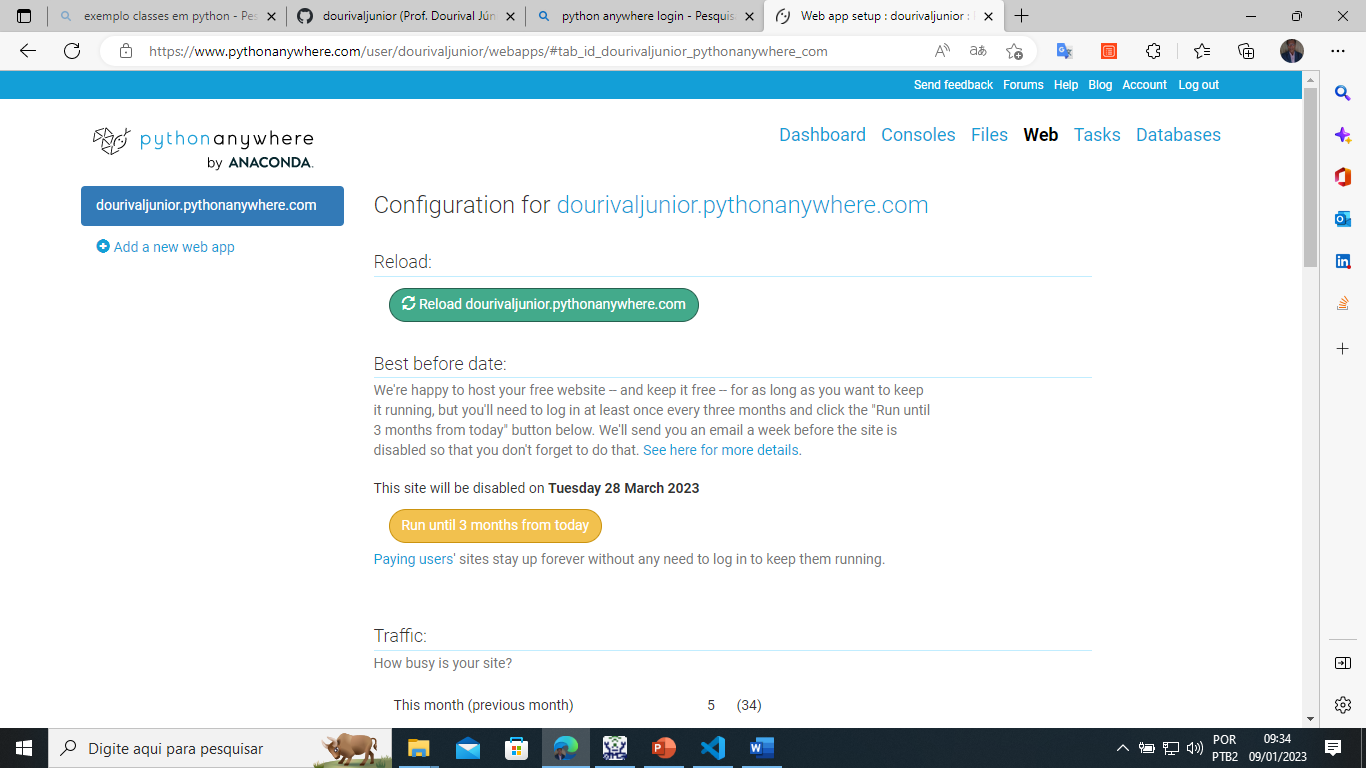 exemplo classes em python - Pes
dourivaljunior (Prof. Dourival Jún
python anywhere login - Pesquis
Web app setup : dourivaljunior :
https://www.pythonanywhere.com/user/dourivaljunior/webapps/#tab_id_dourivaljunior_pythonanywhere_com
Send feedback Forums Help Blog Account Log out
pythonanywhere
by ANACONDA.
Dashboard Consoles Files Web Tasks Databases
dourivaljunior.pythonanywhere.com
Add a new web app
Configuration for dourivaljunior.pythonanywhere.com
Reload:
Reload dourivaljunior.pythonanywhere.com
Best before date:
We're happy to host your free website -- and keep it free -- for as long as you want to keep
it running, but you'll need to log in at least once every three months and click the "Run until
3 months from today" button below. We'll send you an email a week before the site is
disabled so that you don't forget to do that. See here for more details.
This site will be disabled on Tuesday 28 March 2023
Run until 3 months from today
Paying users' sites stay up forever without any need to log in to keep them running.
Traffic:
How busy is your site?
This month (previous month) 5 (34)
Digite aqui para pesquisar
POR
PTB2
09:34
09/01/2023